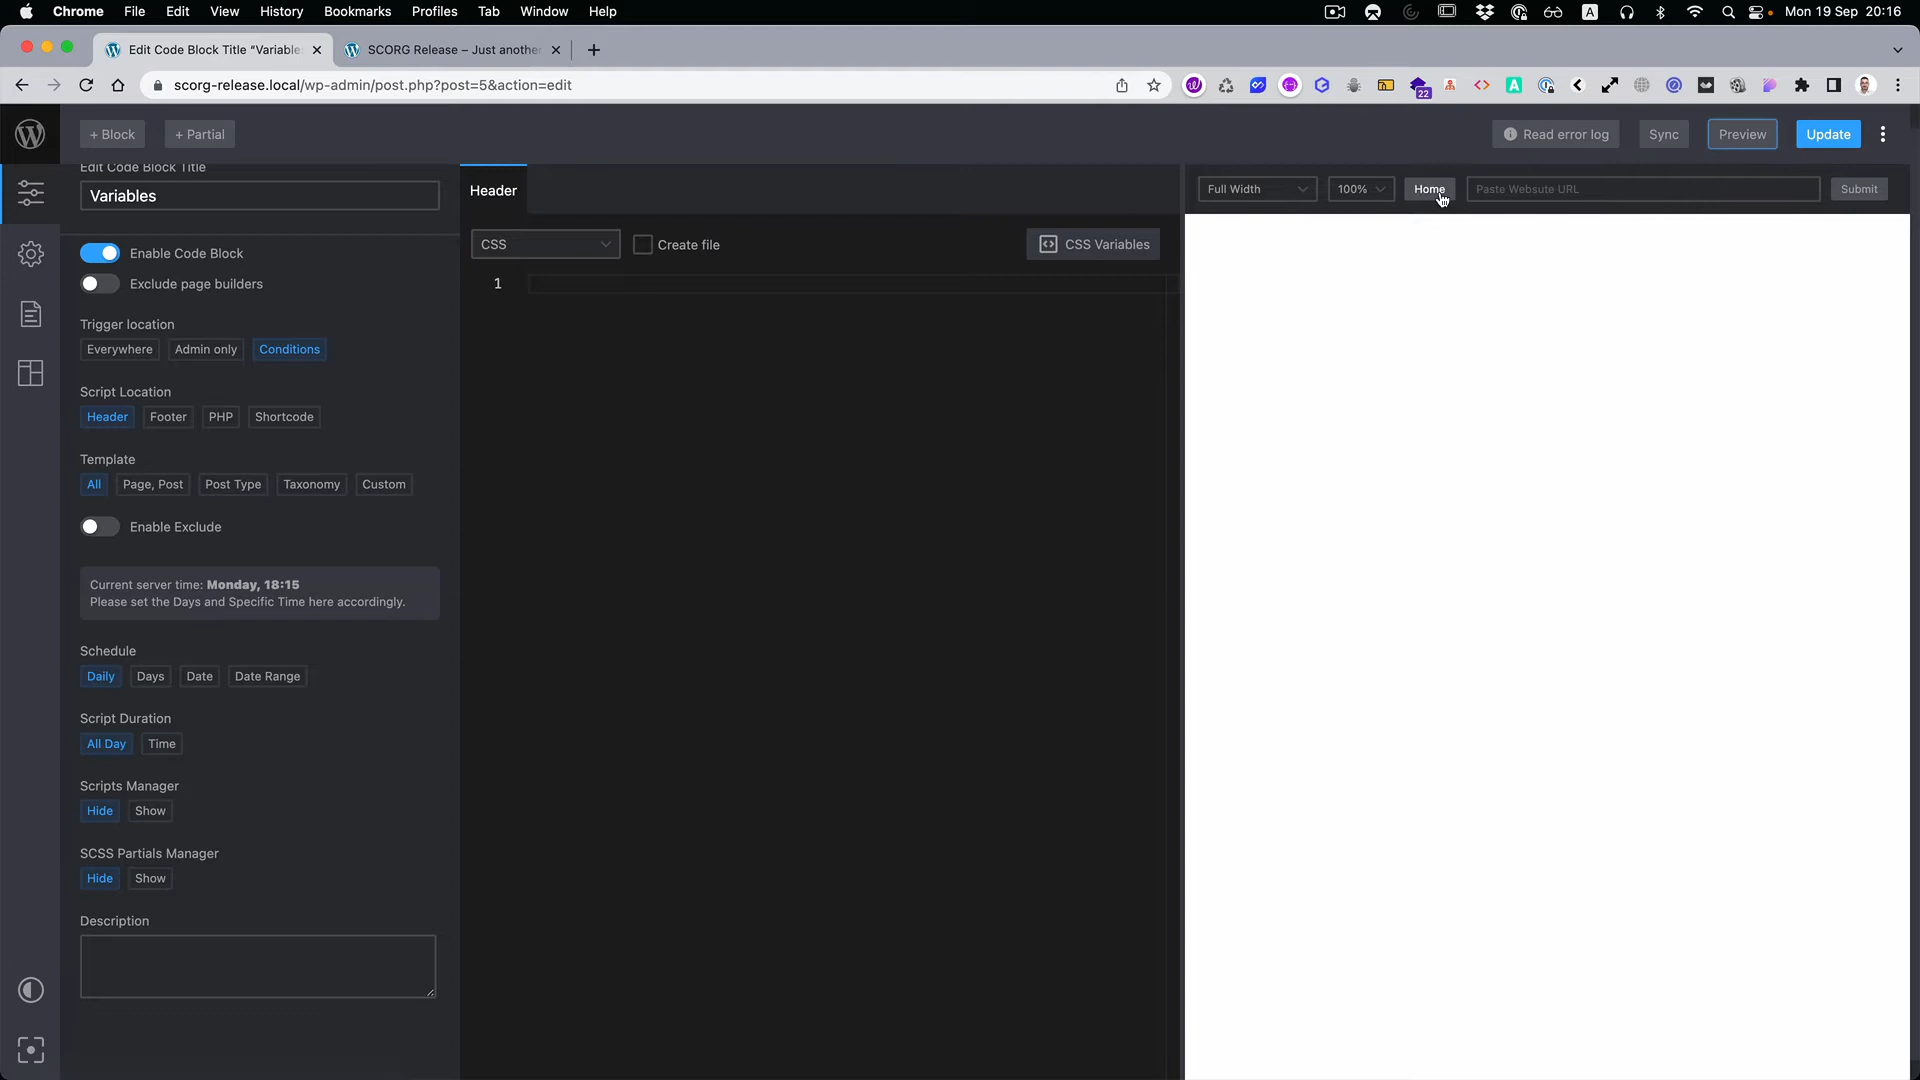 Chrome File Edit View History Bookmarks Profiles Tab Window Help Mon 19 Sep 20:16
Edit Code Block Title "Variables SCORG Release – Just another
scorg-release.local/wp-admin/post.php?post=5&action=edit
22
+ Block + Partial Read error log Sync Preview Update
Edit Code Block Title
Variables
Enable Code Block
Exclude page builders
Trigger location
Everywhere Admin only Conditions
Script Location
Header Footer PHP Shortcode
Template
All Page, Post Post Type Taxonomy Custom
Enable Exclude
Current server time: Monday, 18:15
Please set the Days and Specific Time here accordingly.
Schedule
Daily Days Date Date Range
Script Duration
All Day Time
Scripts Manager
Hide Show
SCSS Partials Manager
Hide Show
Description
Header
CSS Create file CSS Variables
1
Full Width 100% Home Paste Websute URL Submit